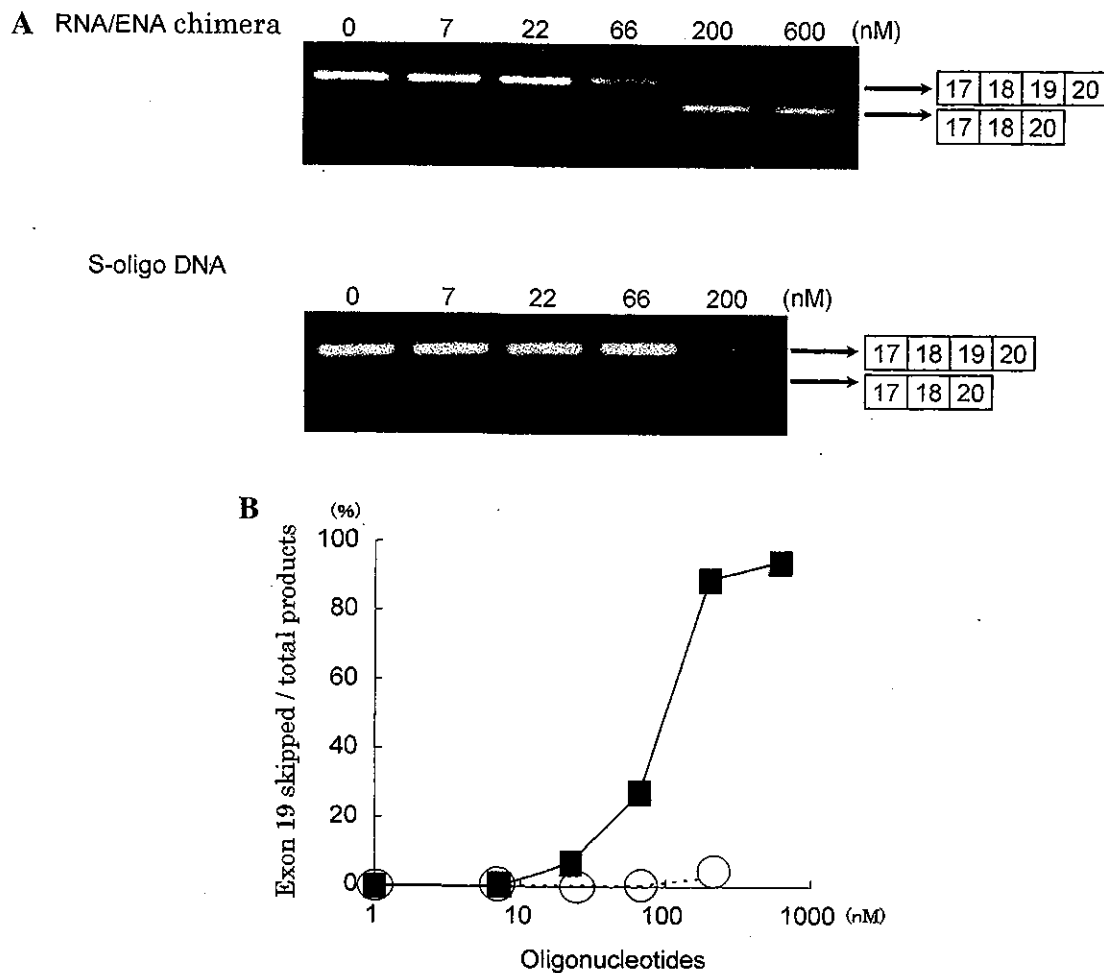 A RNA/ENA chimera
0 7 22 66 200 600 (nM)
17 18 19 20
17 18 20
S-oligo DNA
0 7 22 66 200 (nM)
17 18 19 20
17 18 20
B (%)
Exon 19 skipped / total products
100
80
60
40
20
0
1 10 100 1000 (nM)
Oligonucleotides